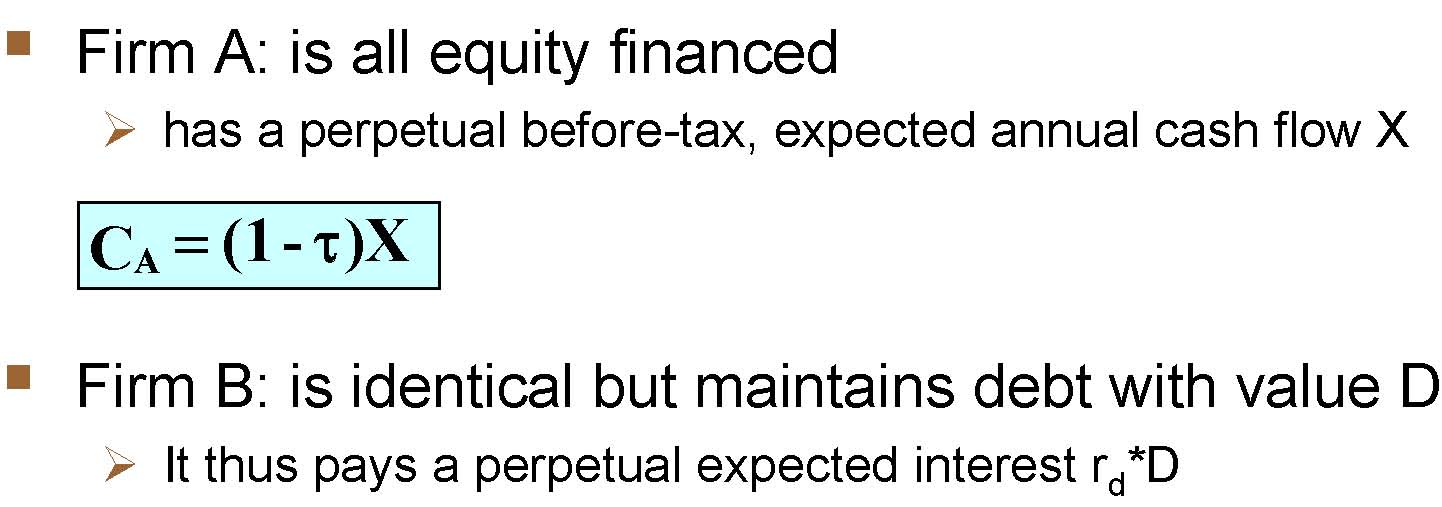 ▪ Firm A: is all equity financed
➢ has a perpetual before-tax, expected annual cash flow X
C_A = (1 - τ)X
▪ Firm B: is identical but maintains debt with value D
➢ It thus pays a perpetual expected interest r_d*D